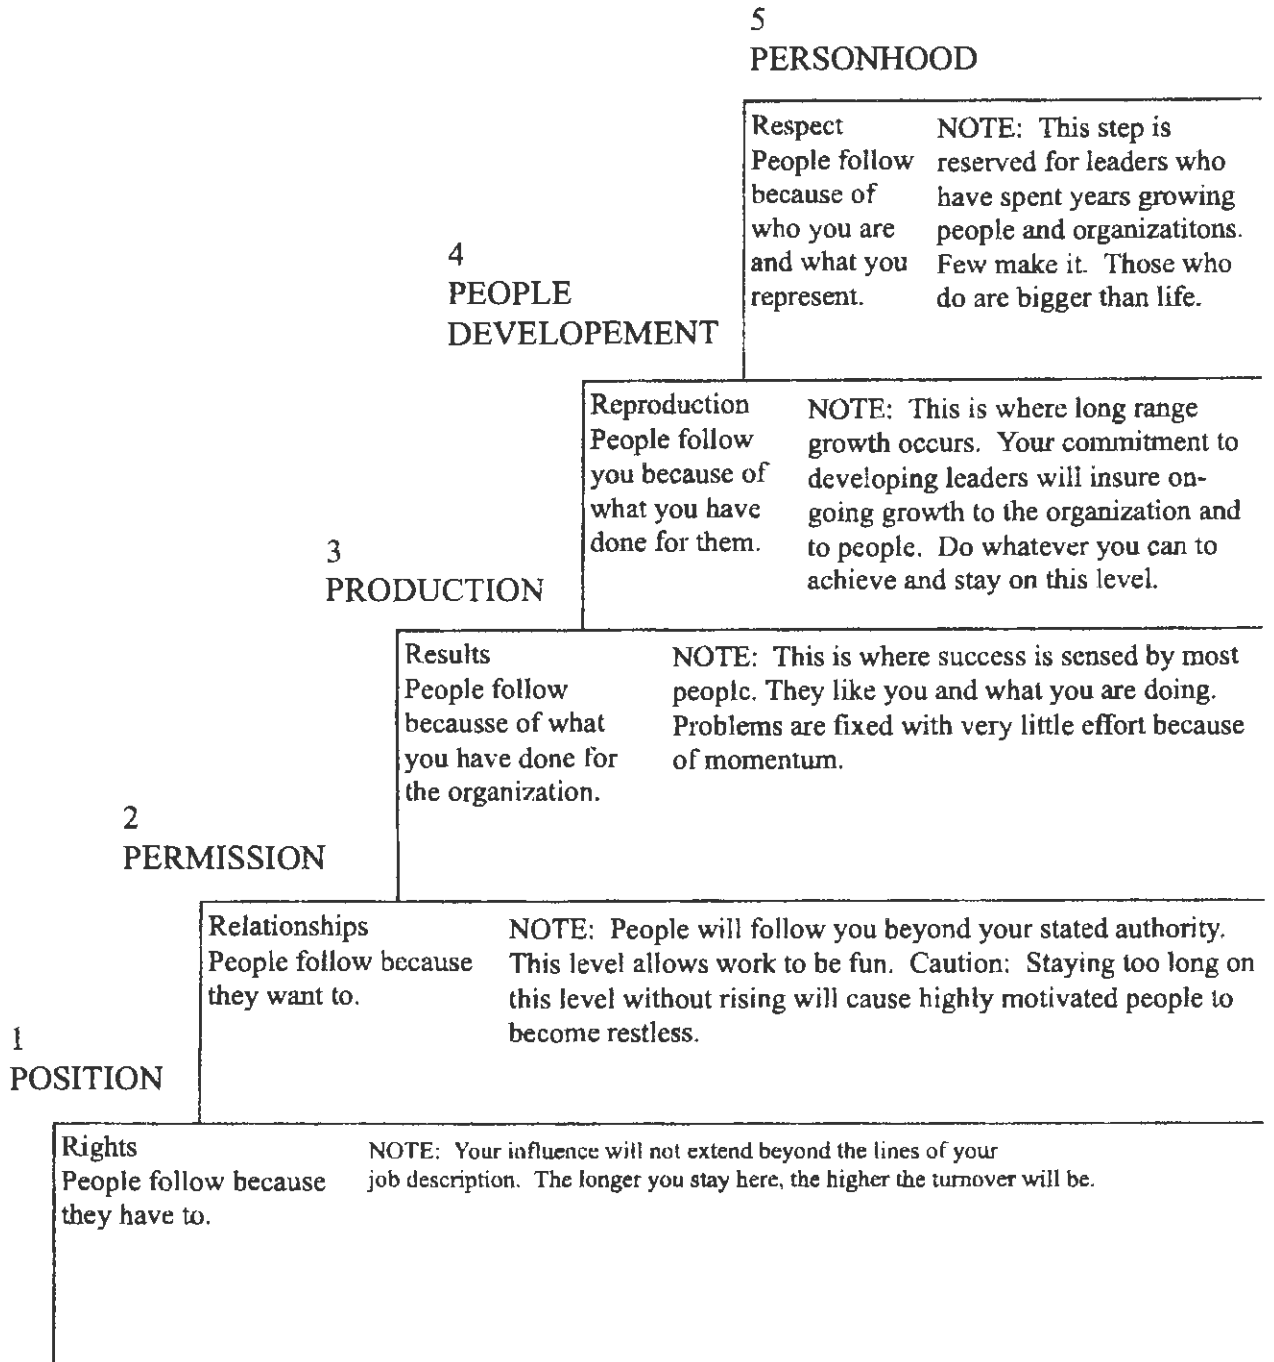 5
PERSONHOOD
Respect
People follow
because of
who you are
and what you
represent.
NOTE: This step is
reserved for leaders who
have spent years growing
people and organizatitons.
Few make it. Those who
do are bigger than life.
4
PEOPLE
DEVELOPEMENT
Reproduction
People follow
you because of
what you have
done for them.
NOTE: This is where long range
growth occurs. Your commitment to
developing leaders will insure on-
going growth to the organization and
to people. Do whatever you can to
achieve and stay on this level.
3
PRODUCTION
Results
People follow
becausse of what
you have done for
the organization.
NOTE: This is where success is sensed by most
people. They like you and what you are doing.
Problems are fixed with very little effort because
of momentum.
2
PERMISSION
Relationships
People follow because
they want to.
NOTE: People will follow you beyond your stated authority.
This level allows work to be fun. Caution: Staying too long on
this level without rising will cause highly motivated people to
become restless.
1
POSITION
Rights
People follow because
they have to.
NOTE: Your influence will not extend beyond the lines of your
job description. The longer you stay here, the higher the turnover will be.